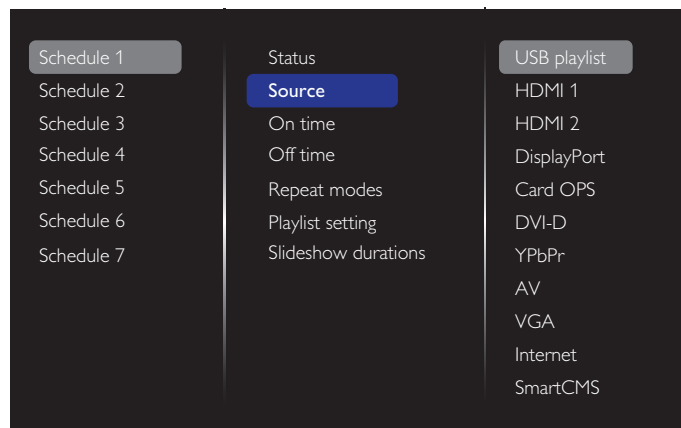 Schedule 1
Schedule 2
Schedule 3
Schedule 4
Schedule 5
Schedule 6
Schedule 7
Status
Source
On time
Off time
Repeat modes
Playlist setting
Slideshow durations
USB playlist
HDMI 1
HDMI 2
DisplayPort
Card OPS
DVI-D
YPbPr
AV
VGA
Internet
SmartCMS